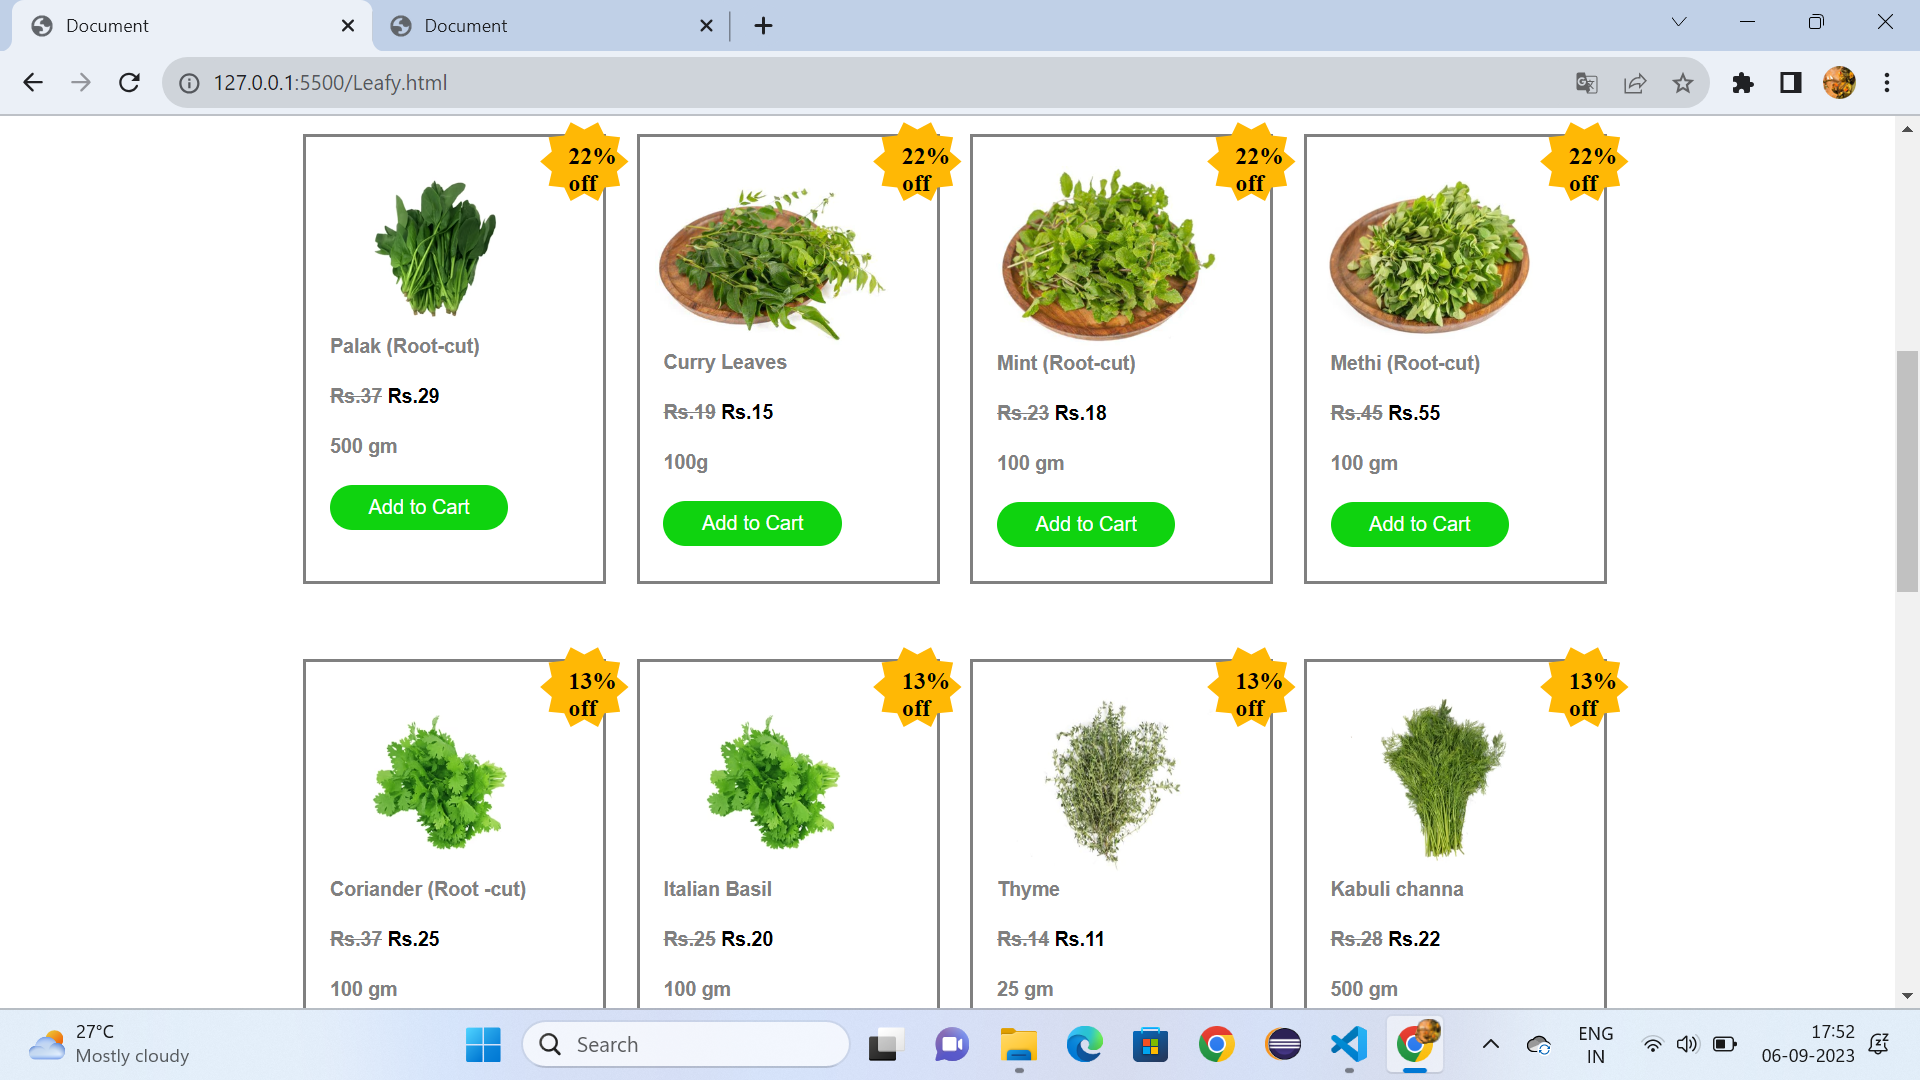 Document
Document
127.0.0.1:5500/Leafy.html
22%
off
22%
off
22%
off
22%
off
Palak (Root-cut)
Rs.37 Rs.29
500 gm
Add to Cart
Curry Leaves
Rs.19 Rs.15
100g
Add to Cart
Mint (Root-cut)
Rs.23 Rs.18
100 gm
Add to Cart
Methi (Root-cut)
Rs.45 Rs.55
100 gm
Add to Cart
13%
off
13%
off
13%
off
13%
off
Coriander (Root -cut)
Rs.37 Rs.25
100 gm
Italian Basil
Rs.25 Rs.20
100 gm
Thyme
Rs.14 Rs.11
25 gm
Kabuli channa
Rs.28 Rs.22
500 gm
27°C
Mostly cloudy
Search
ENG
IN
17:52
06-09-2023